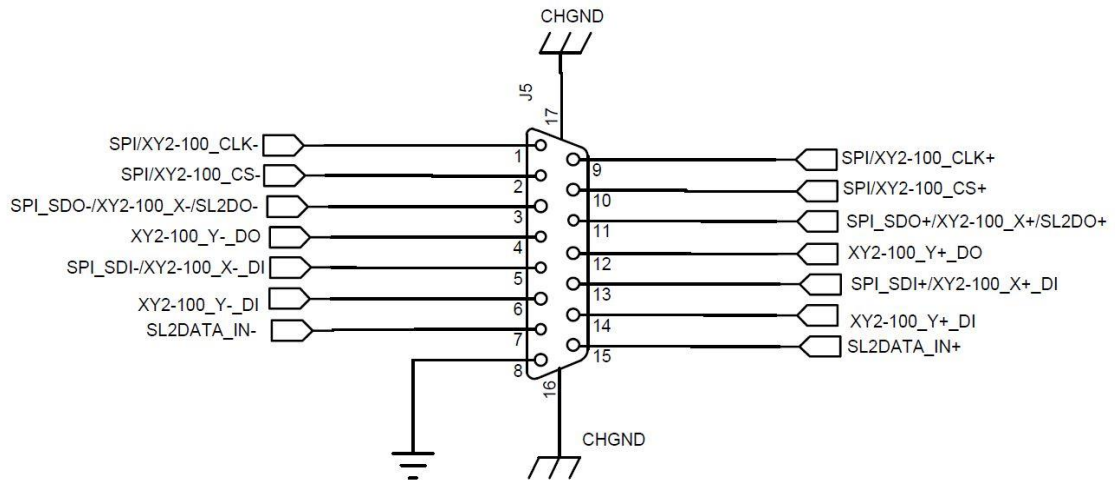 CHGND
J5
17
SPI/XY2-100_CLK-
1
9
SPI/XY2-100_CLK+
SPI/XY2-100_CS-
2
10
SPI/XY2-100_CS+
SPI_SDO-/XY2-100_X-/SL2DO-
3
11
SPI_SDO+/XY2-100_X+/SL2DO+
XY2-100_Y-_DO
4
12
XY2-100_Y+_DO
SPI_SDI-/XY2-100_X-_DI
5
13
SPI_SDI+/XY2-100_X+_DI
XY2-100_Y-_DI
6
14
XY2-100_Y+_DI
SL2DATA_IN-
7
15
SL2DATA_IN+
8
16
CHGND